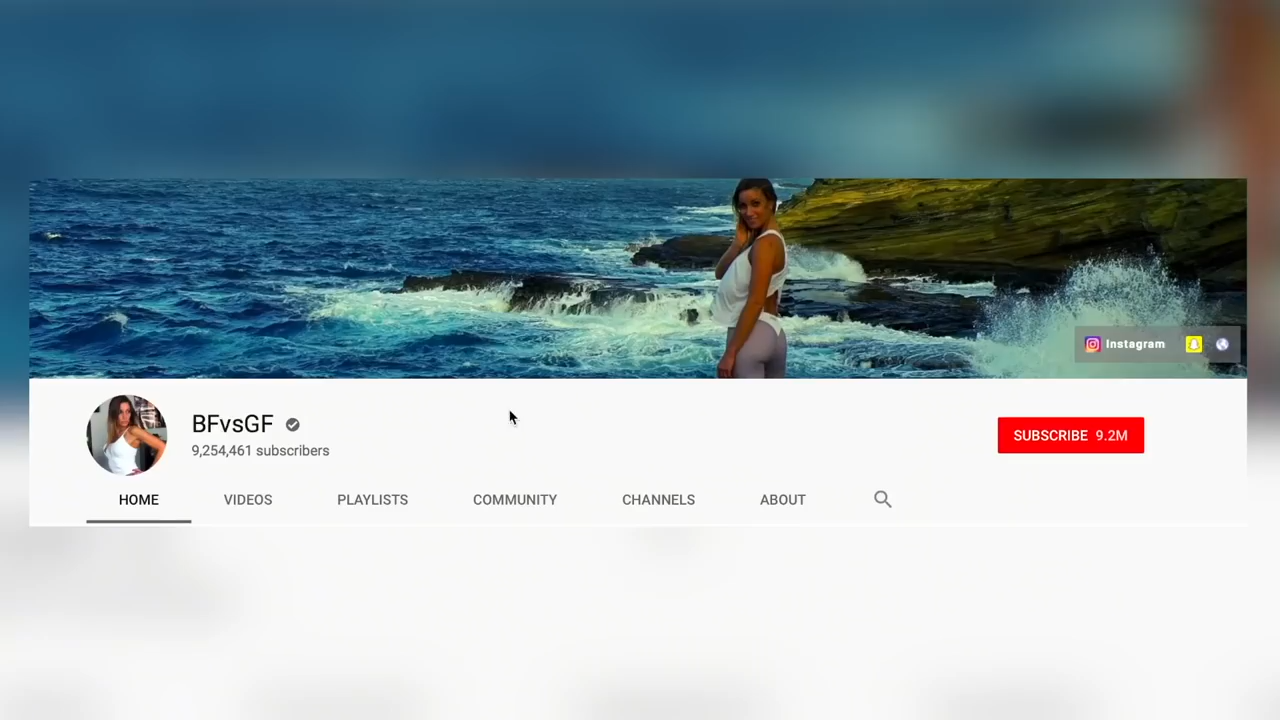 Instagram
BFvsGF
9,254,461 subscribers
SUBSCRIBE 9.2M
HOME VIDEOS PLAYLISTS COMMUNITY CHANNELS ABOUT